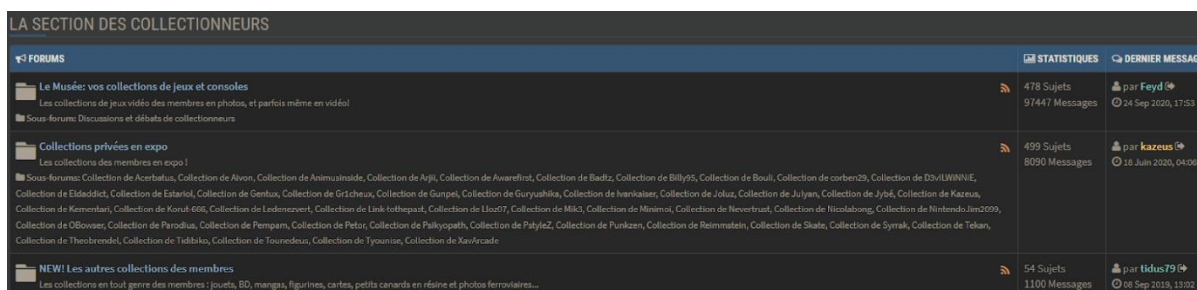 LA SECTION DES COLLECTIONNEURS
FORUMS STATISTIQUES DERNIER MESSAG
Le Musée: vos collections de jeux et consoles 478 Sujets par Feyd
Les collections de jeux vidéo des membres en photos, et parfois même en vidéo! 97447 Messages 24 Sep 2020, 17:53
Sous-forum: Discussions et débats de collectionneurs
Collections privées en expo 499 Sujets par kazeus
Les collections des membres en expo ! 8090 Messages 18 Juin 2020, 04:06
Sous-forums: Collection de Acerbatus, Collection de Aivon, Collection de Animusinside, Collection de Arjii, Collection de Awarefirst, Collection de Badtz, Collection de Billy95, Collection de Bouli, Collection de corben29, Collection de D3vILWiNNiE,
Collection de Eldaddict, Collection de Estariol, Collection de Gentux, Collection de Gr1cheux, Collection de Gunpei, Collection de Guryushika, Collection de Ivankaiser, Collection de Joluz, Collection de Julyan, Collection de Jybé, Collection de Kazeus,
Collection de Kementari, Collection de Korut-666, Collection de Ledenezvert, Collection de Link-tothepast, Collection de Lloz07, Collection de Mik3, Collection de Minimoi, Collection de Nevertrust, Collection de Nicolabong, Collection de NintendoJim2099,
Collection de OBowser, Collection de Parodius, Collection de Pempam, Collection de Petor, Collection de Psikyopath, Collection de PstyleZ, Collection de Punkzen, Collection de Reimmstein, Collection de Skate, Collection de Syrrak, Collection de Tekan,
Collection de Theobrendel, Collection de Tidibiko, Collection de Tounedeus, Collection de Tyounise, Collection de XavArcade
NEW! Les autres collections des membres 54 Sujets par tidus79
Les collections en tout genre des membres : jouets, BD, mangas, figurines, cartes, petits canards en résine et photos ferroviaires... 1100 Messages 08 Sep 2019, 13:02